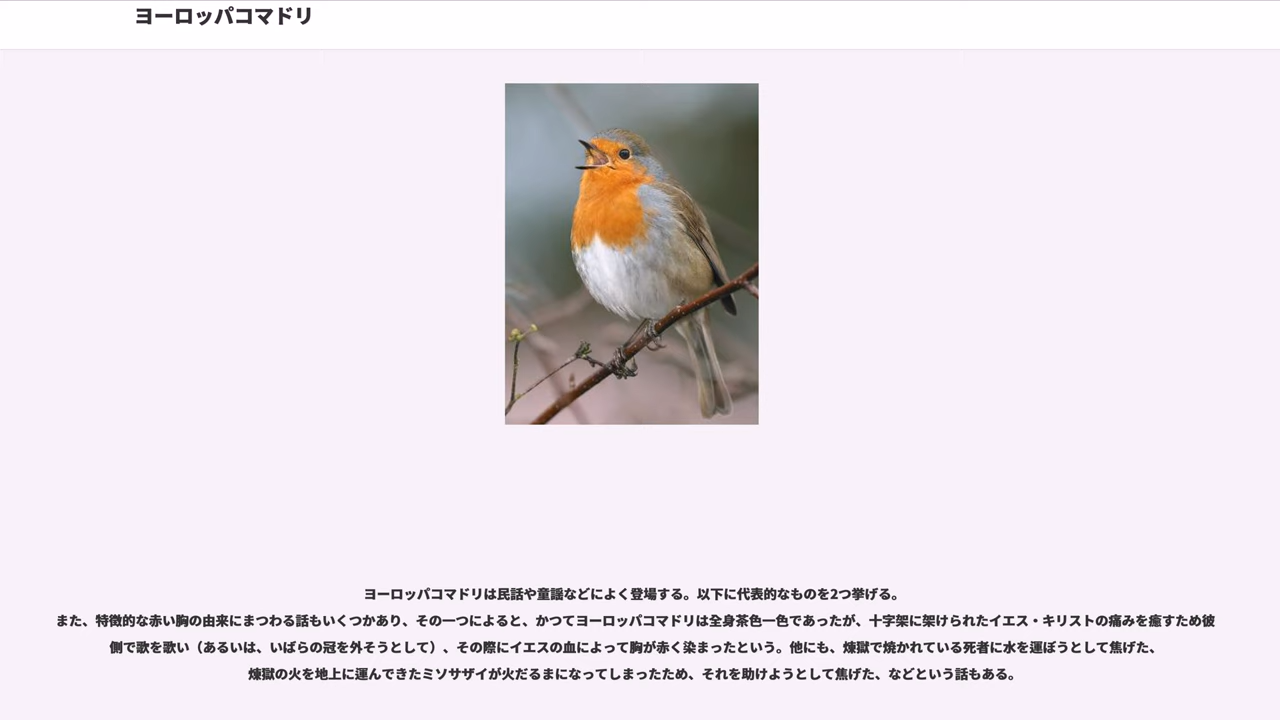 ヨーロッパコマドリ
ヨーロッパコマドリは民話や童謡などによく登場する。以下に代表的なものを2つ挙げる。
また、特徴的な赤い胸の由来にまつわる話もいくつかあり、その一つによると、かつてヨーロッパコマドリは全身茶色一色であったが、十字架に架けられたイエス・キリストの痛みを癒すため彼
側で歌を歌い（あるいは、いばらの冠を外そうとして）、その際にイエスの血によって胸が赤く染まったという。他にも、煉獄で焼かれている死者に水を運ぼうとして焦げた、
煉獄の火を地上に運んできたミソサザイが火だるまになってしまったため、それを助けようとして焦げた、などという話もある。